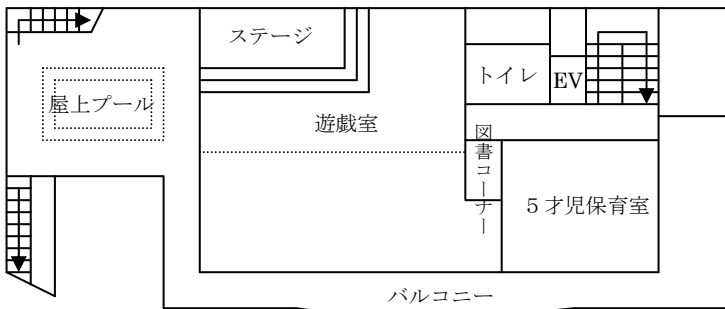 ステージ
トイレ
EV
屋上プール
遊戯室
図書コーナー
５才児保育室
バルコニー